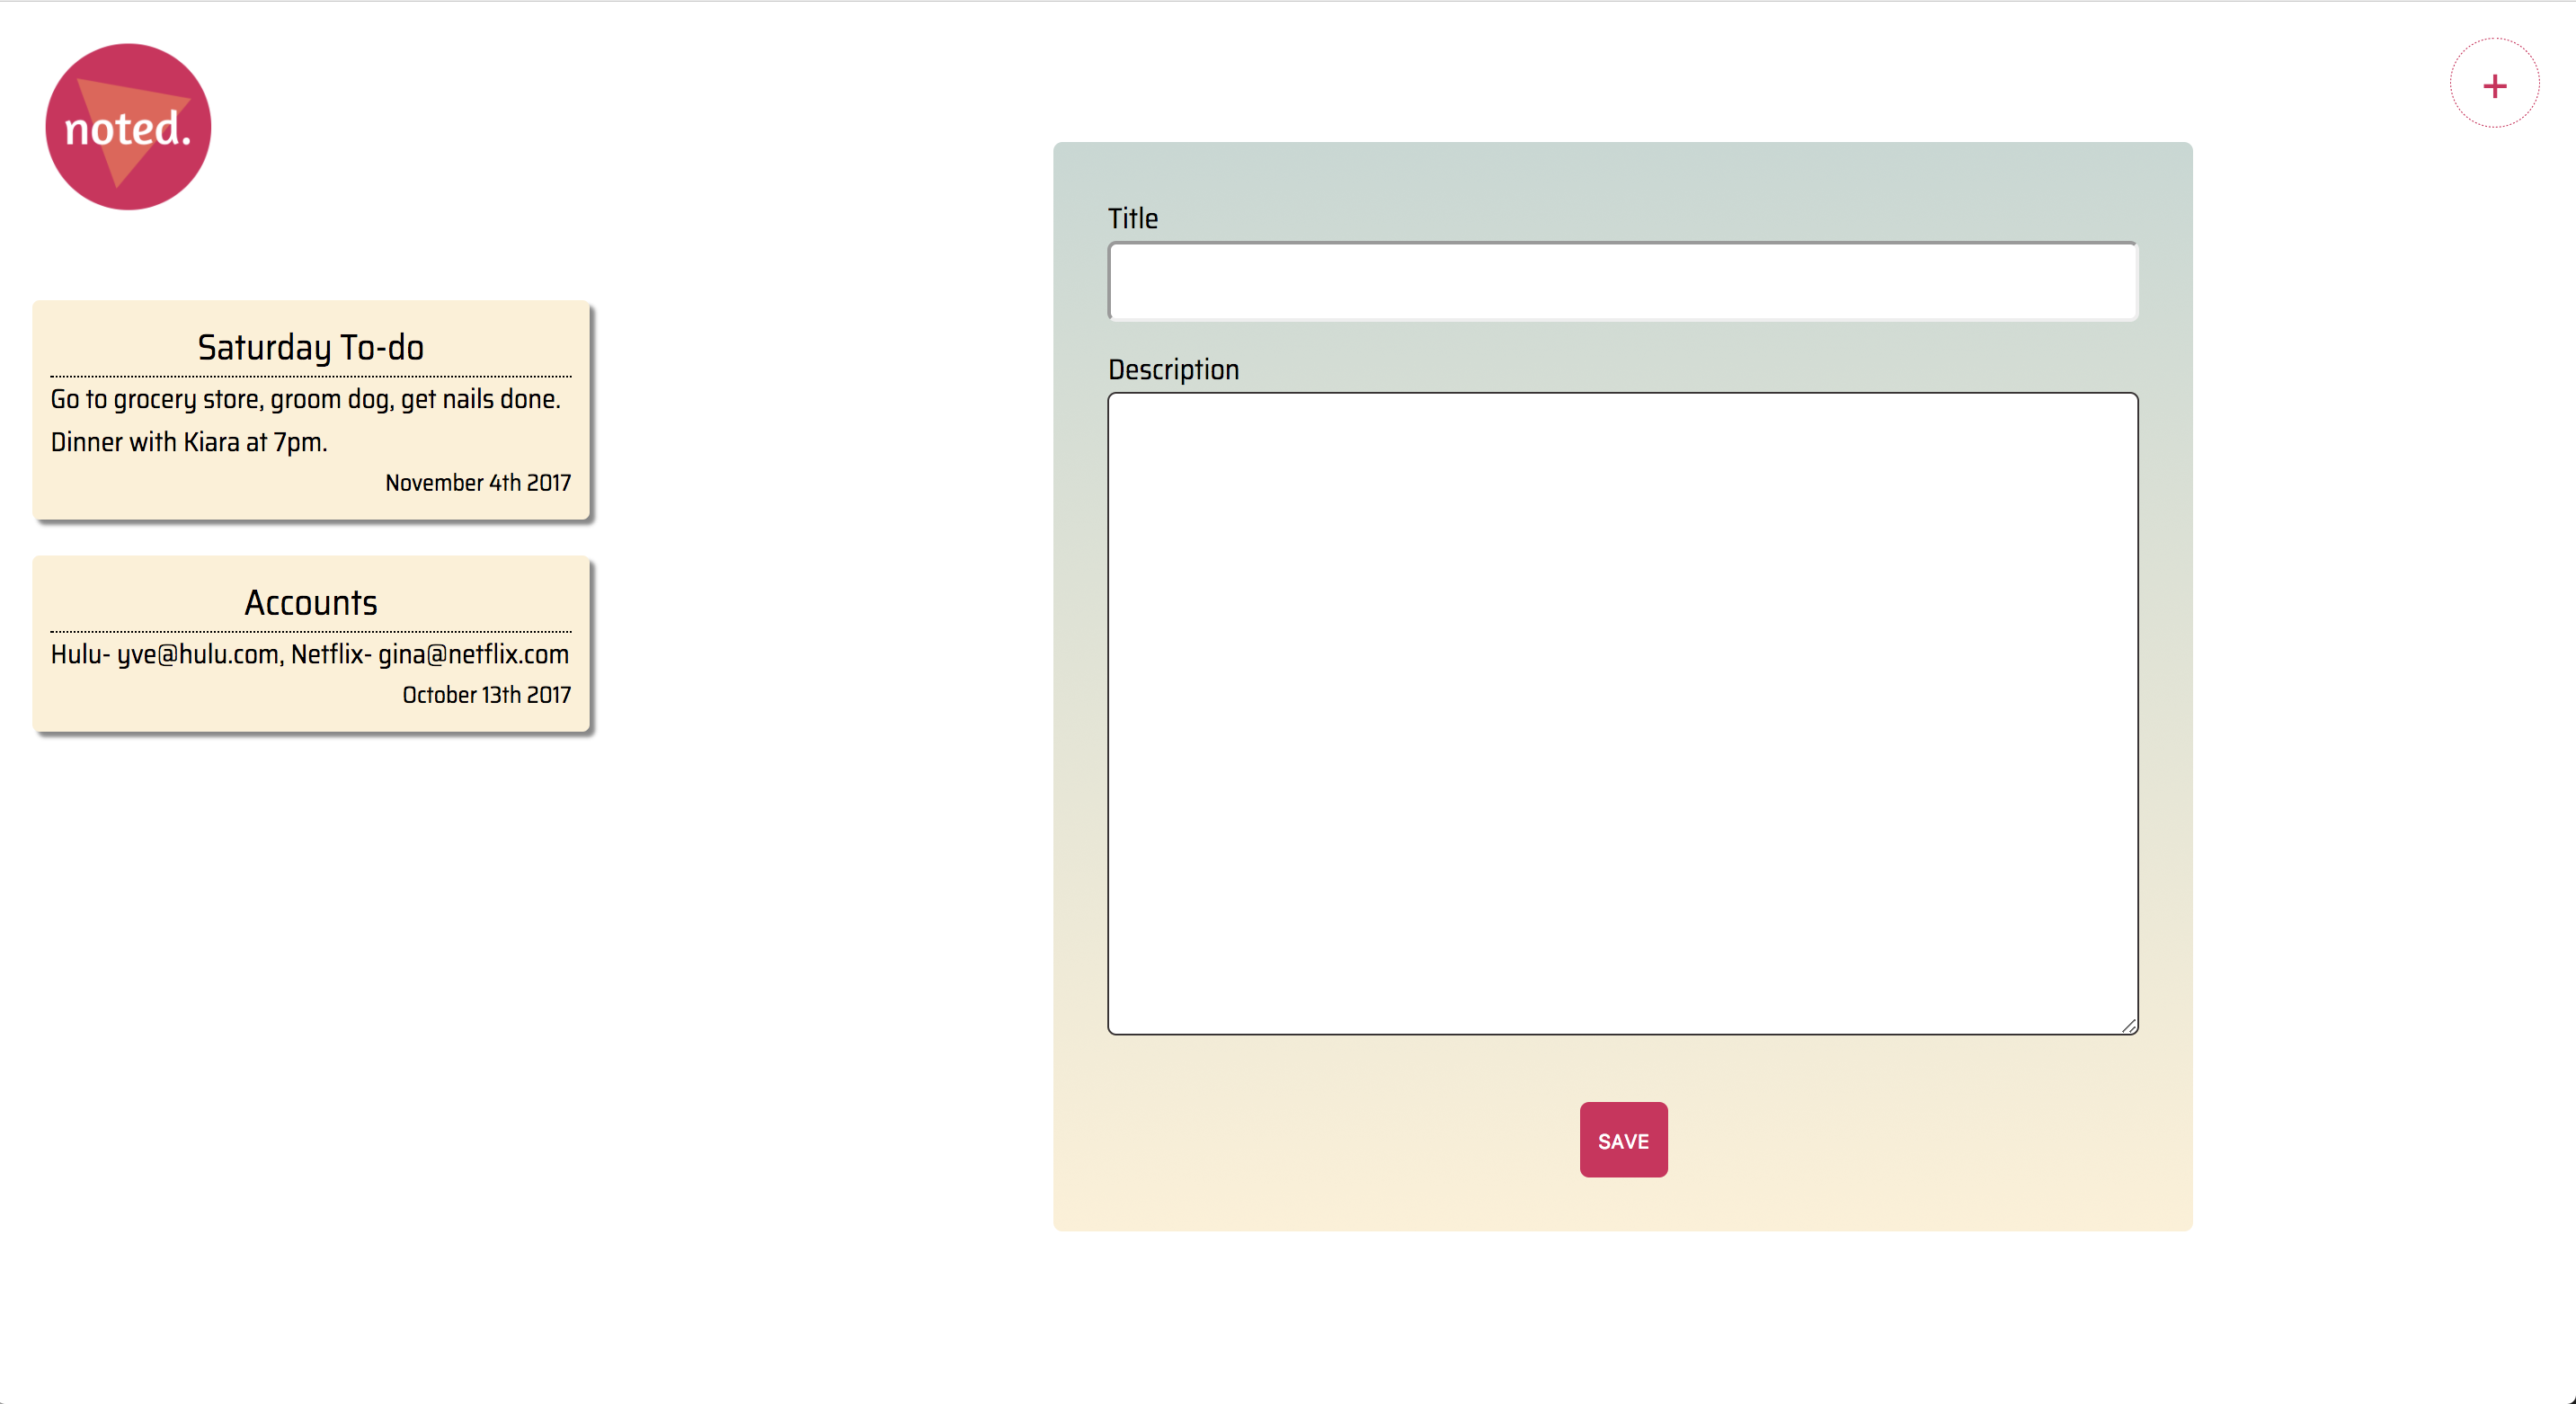 noted.
+
Saturday To-do
Go to grocery store, groom dog, get nails done.
Dinner with Kiara at 7pm.
November 4th 2017
Accounts
Hulu- yve@hulu.com, Netflix- gina@netflix.com
October 13th 2017
Title
Description
SAVE